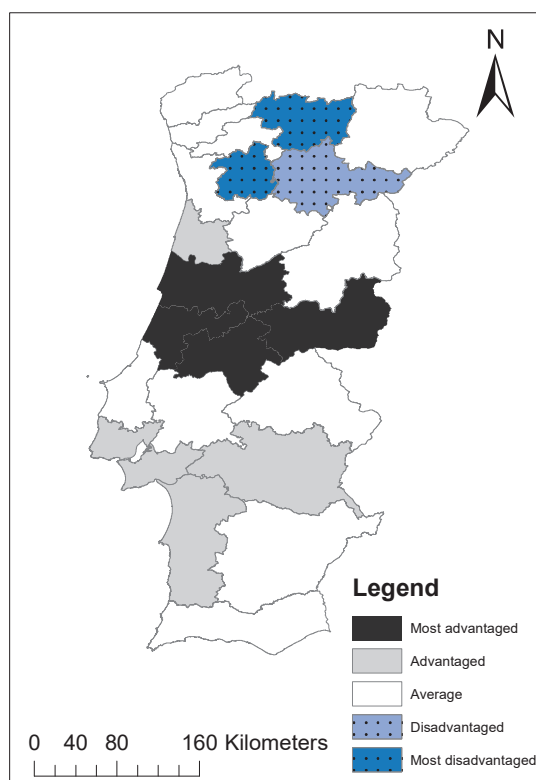 N
Legend
Most advantaged
Advantaged
Average
Disadvantaged
Most disadvantaged
0 40 80 160 Kilometers